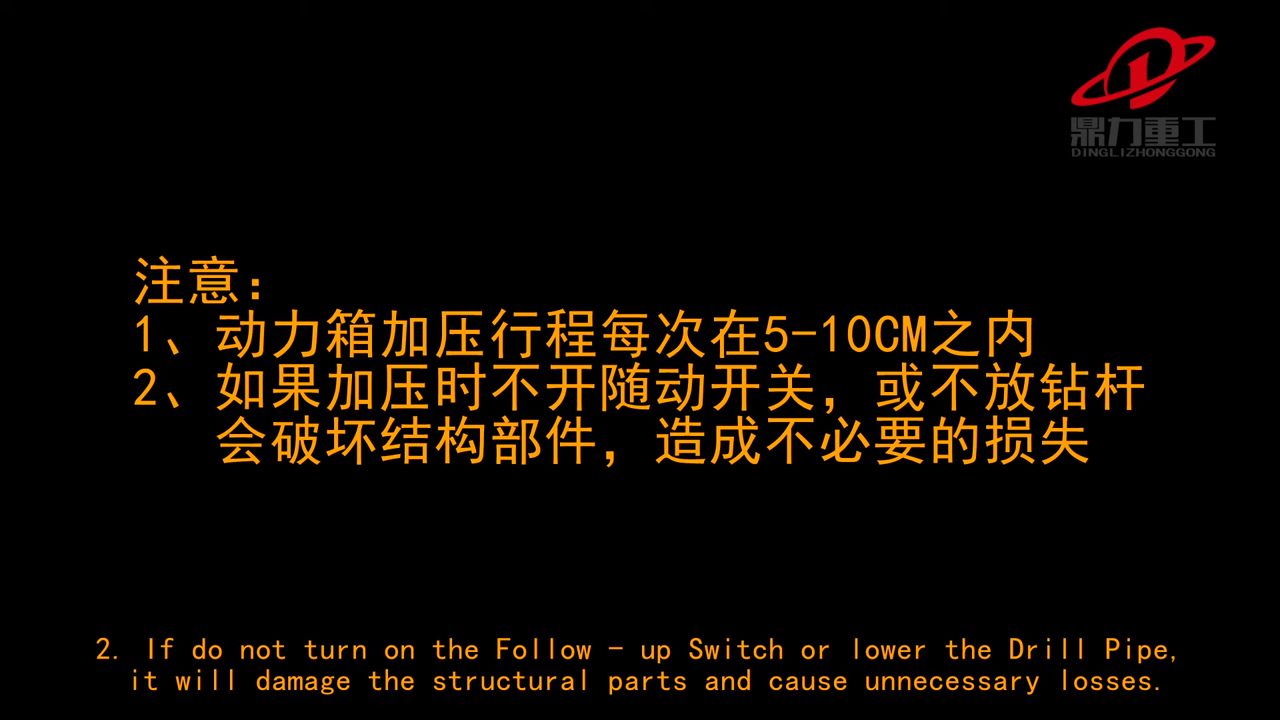 鼎力重工
DINGLIZHONGGONG
注意：
1、动力箱加压行程每次在5-10CM之内
2、如果加压时不开随动开关，或不放钻杆
会破坏结构部件，造成不必要的损失
2. If do not turn on the Follow - up Switch or lower the Drill Pipe,
it will damage the structural parts and cause unnecessary losses.